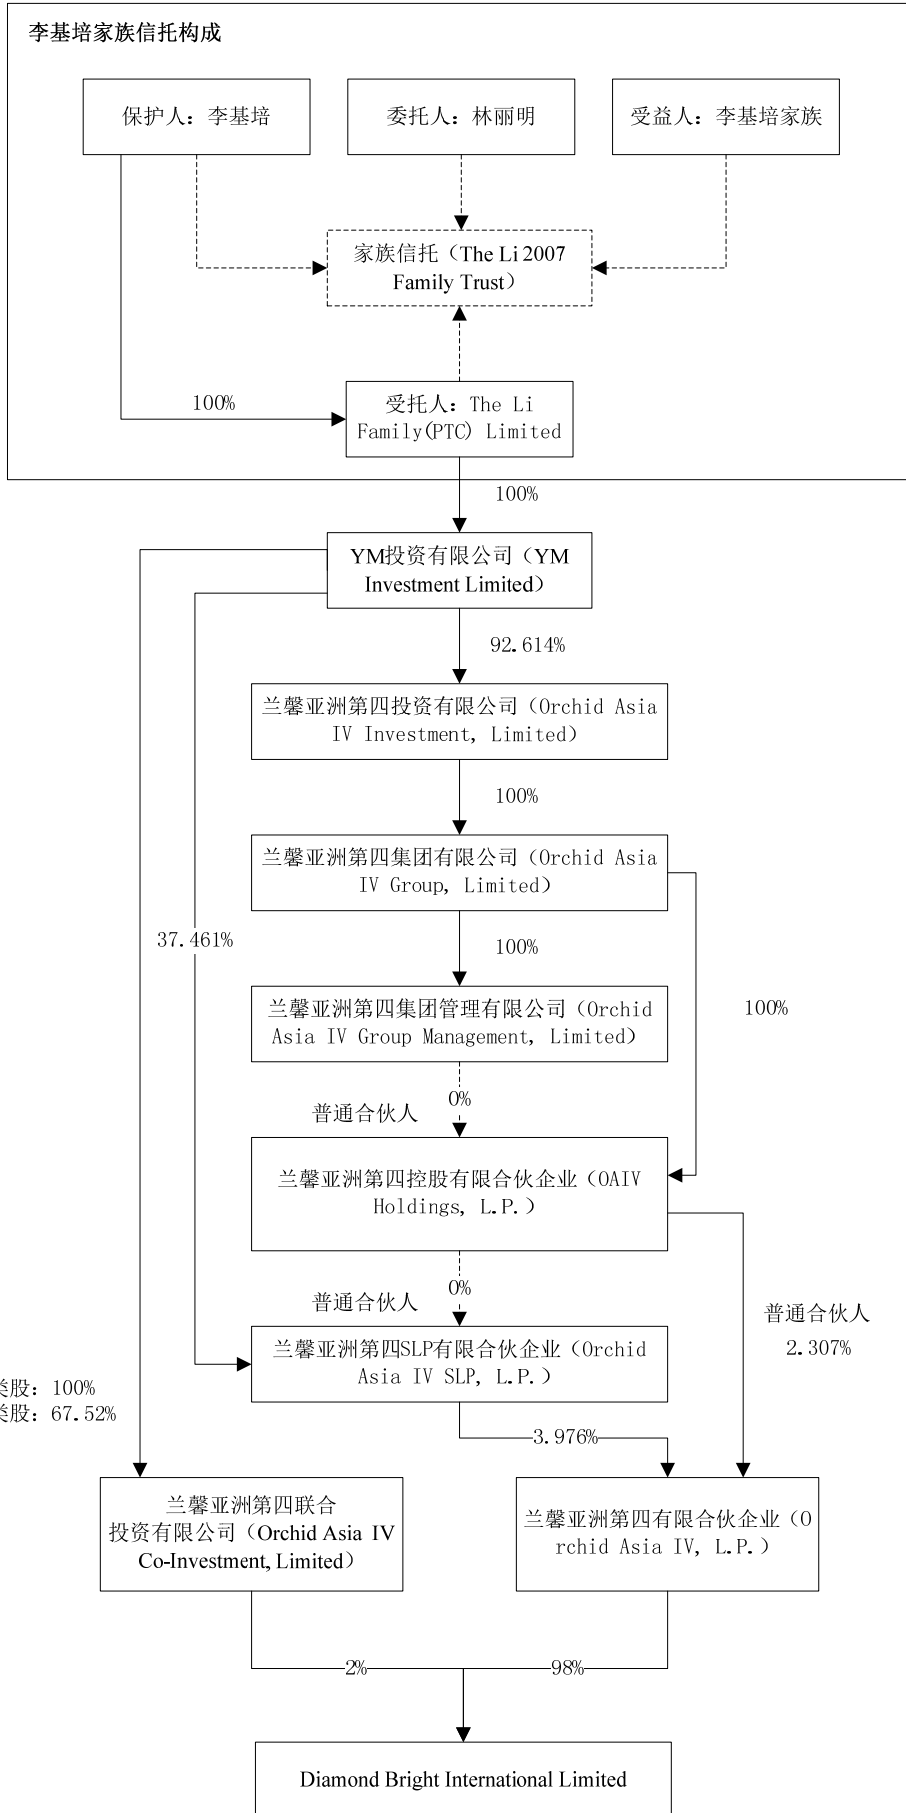 李基培家族信托构成
保护人：李基培
委托人：林丽明
受益人：李基培家族
家族信托（The Li 2007
Family Trust）
100%
受托人：The Li
Family(PTC) Limited
100%
YM投资有限公司（YM
Investment Limited）
92.614%
兰馨亚洲第四投资有限公司（Orchid Asia
IV Investment, Limited）
100%
兰馨亚洲第四集团有限公司（Orchid Asia
IV Group, Limited）
37.461%
100%
兰馨亚洲第四集团管理有限公司（Orchid
Asia IV Group Management, Limited）
100%
0%
普通合伙人
兰馨亚洲第四控股有限合伙企业（OAIV
Holdings, L.P.）
0%
普通合伙人
普通合伙人
2.307%
兰馨亚洲第四SLP有限合伙企业（Orchid
Asia IV SLP, L.P.）
类股：100%
类股：67.52%
3.976%
兰馨亚洲第四联合
投资有限公司（Orchid Asia IV
Co-Investment, Limited）
兰馨亚洲第四有限合伙企业（O
rchid Asia IV, L.P.）
2%
98%
Diamond Bright International Limited